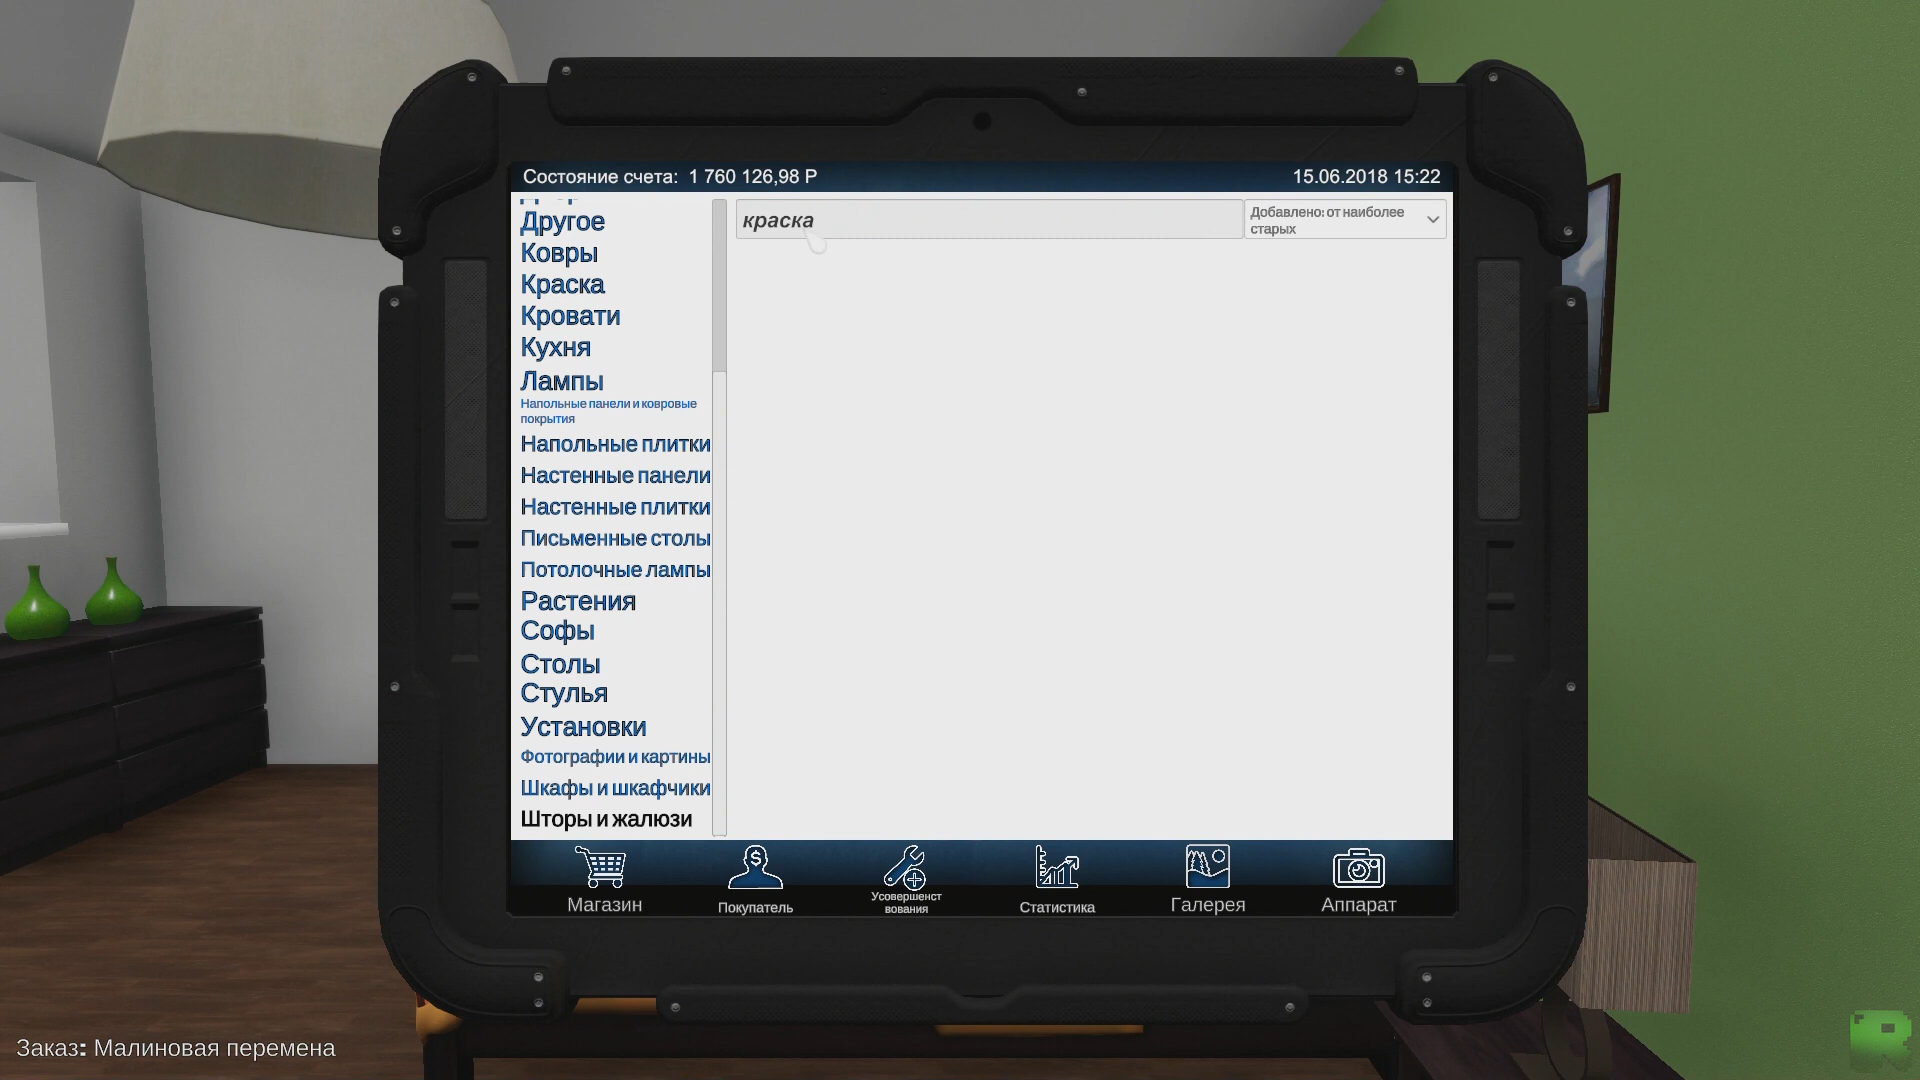 Состояние счета: 1 760 126,98 Р
15.06.2018 15:22
Другое
Ковры
Краска
Кровати
Кухня
Лампы
Напольные панели и ковровые
покрытия
Напольные плитки
Настенные панели
Настенные плитки
Письменные столы
Потолочные лампы
Растения
Софы
Столы
Стулья
Установки
Фотографии и картины
Шкафы и шкафчики
Шторы и жалюзи
краска
Добавлено: от наиболее
старых
Магазин
Покупатель
Усовершенст
вования
Статистика
Галерея
Аппарат
Заказ: Малиновая перемена